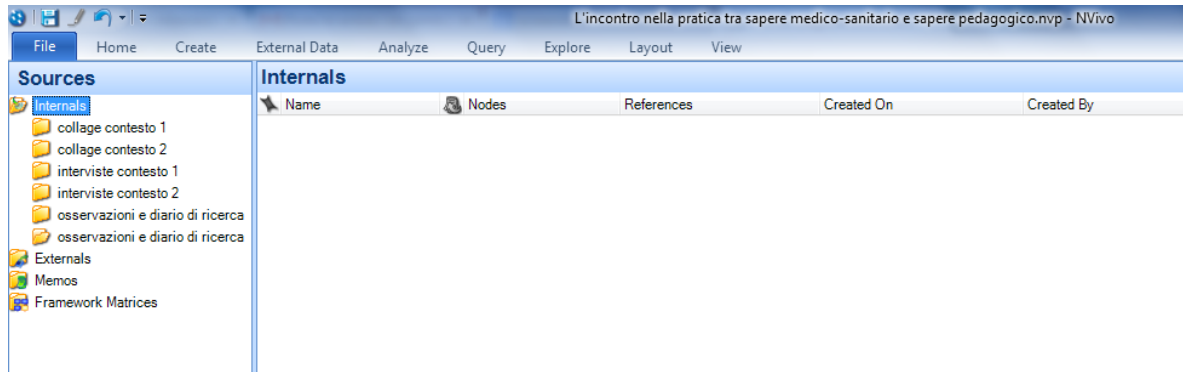 L'incontro nella pratica tra sapere medico-sanitario e sapere pedagogico.nvp - NVivo
File Home Create External Data Analyze Query Explore Layout View
Sources
Internals
Internals
Name Nodes References Created On Created By
collage contesto 1
collage contesto 2
interviste contesto 1
interviste contesto 2
osservazioni e diario di ricerca
osservazioni e diario di ricerca
Externals
Memos
Framework Matrices